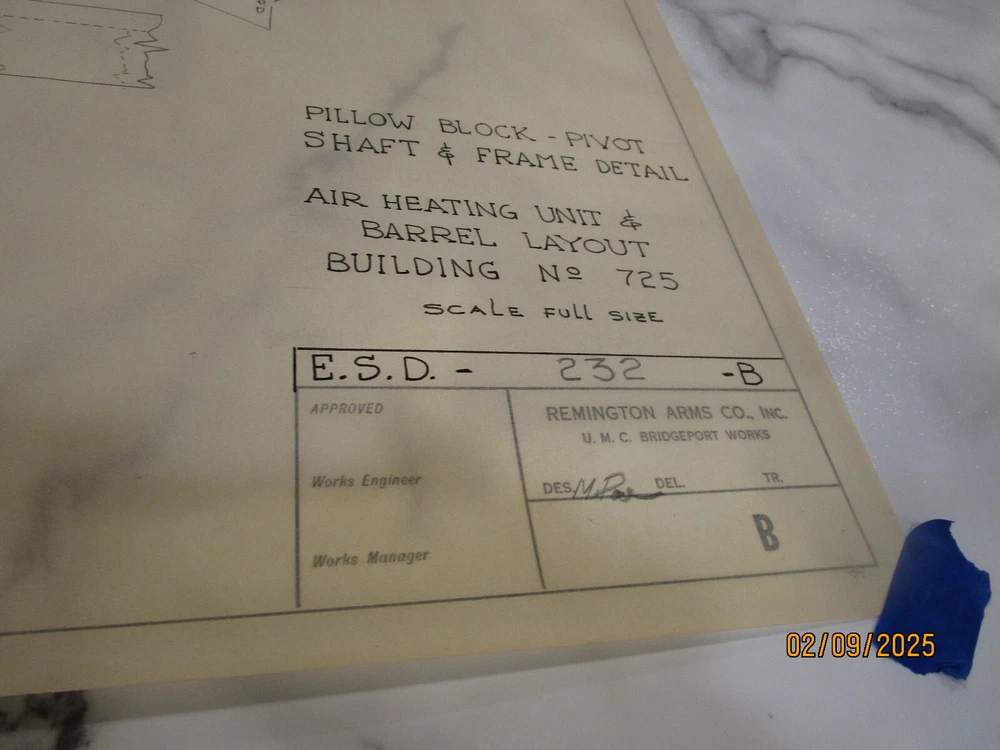 PILLOW BLOCK - PIVOT
SHAFT & FRAME DETAIL
AIR HEATING UNIT &
BARREL LAYOUT
BUILDING Nº 725
SCALE FULL SIZE
E.S.D. - 232 -B
APPROVED
Works Engineer
Works Manager
REMINGTON ARMS CO., INC.
U. M. C. BRIDGEPORT WORKS
DES. DEL. TR.
B
02/09/2025